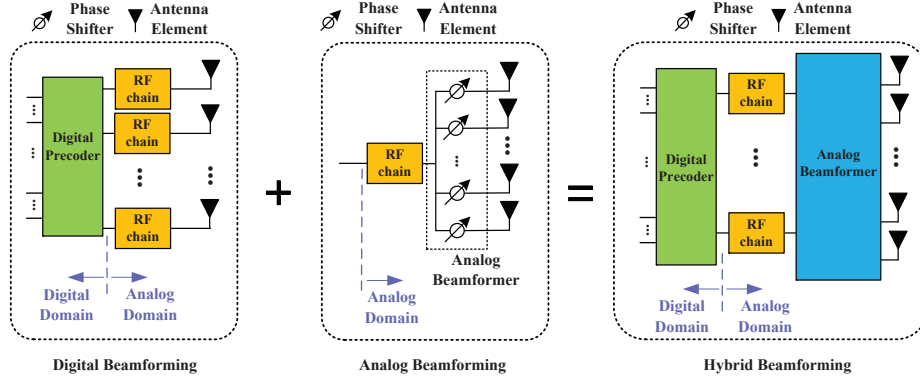 Phase
Shifter
Antenna
Element
Phase
Shifter
Antenna
Element
Phase
Shifter
Antenna
Element
Digital
Precoder
RF
chain
RF
chain
RF
chain
Digital
Domain
Analog
Domain
Digital Beamforming
+
RF
chain
Analog
Beamformer
Analog
Domain
Analog Beamforming
=
Digital
Precoder
RF
chain
RF
chain
Analog
Beamformer
Digital
Domain
Analog
Domain
Hybrid Beamforming